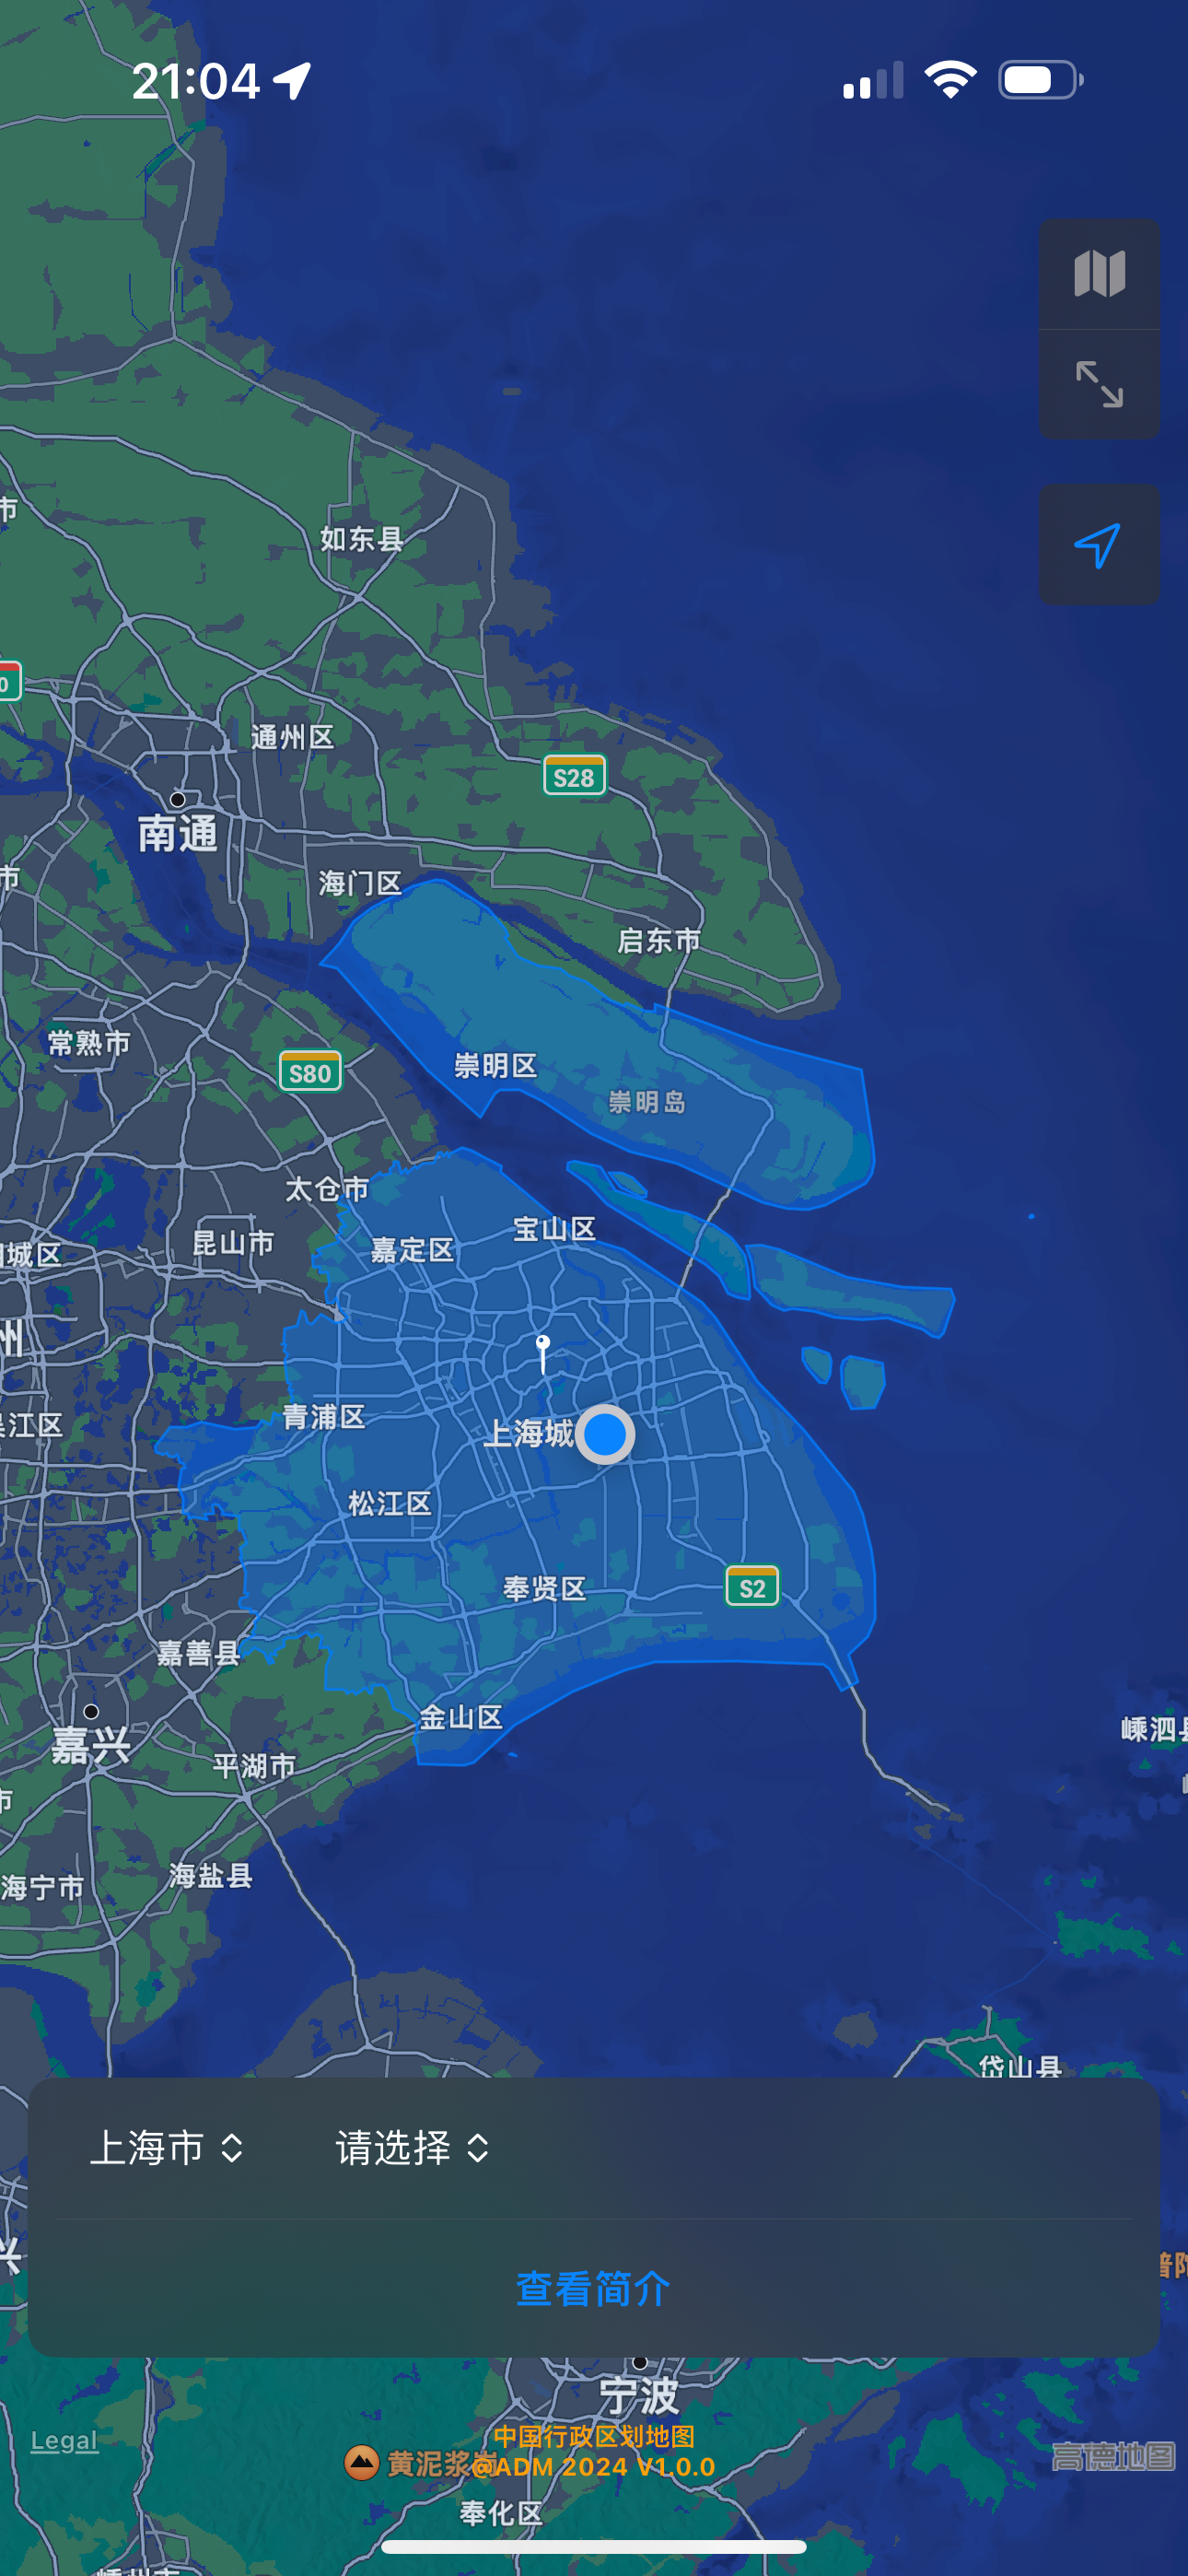 21:04
如东县
通州区
S28
南通
海门区
启东市
常熟市
S80
崇明区
崇明岛
太仓市
昆山市
嘉定区
宝山区
城区
州
江区
青浦区
上海城
松江区
奉贤区
S2
嘉善县
金山区
嘉兴
平湖市
嵊泗县
海盐县
海宁市
岱山县
上海市
请选择
查看简介
宁波
中国行政区划地图
@ADM 2024 V1.0.0
Legal
黄泥浆岗
高德地图
奉化区
嵊州市